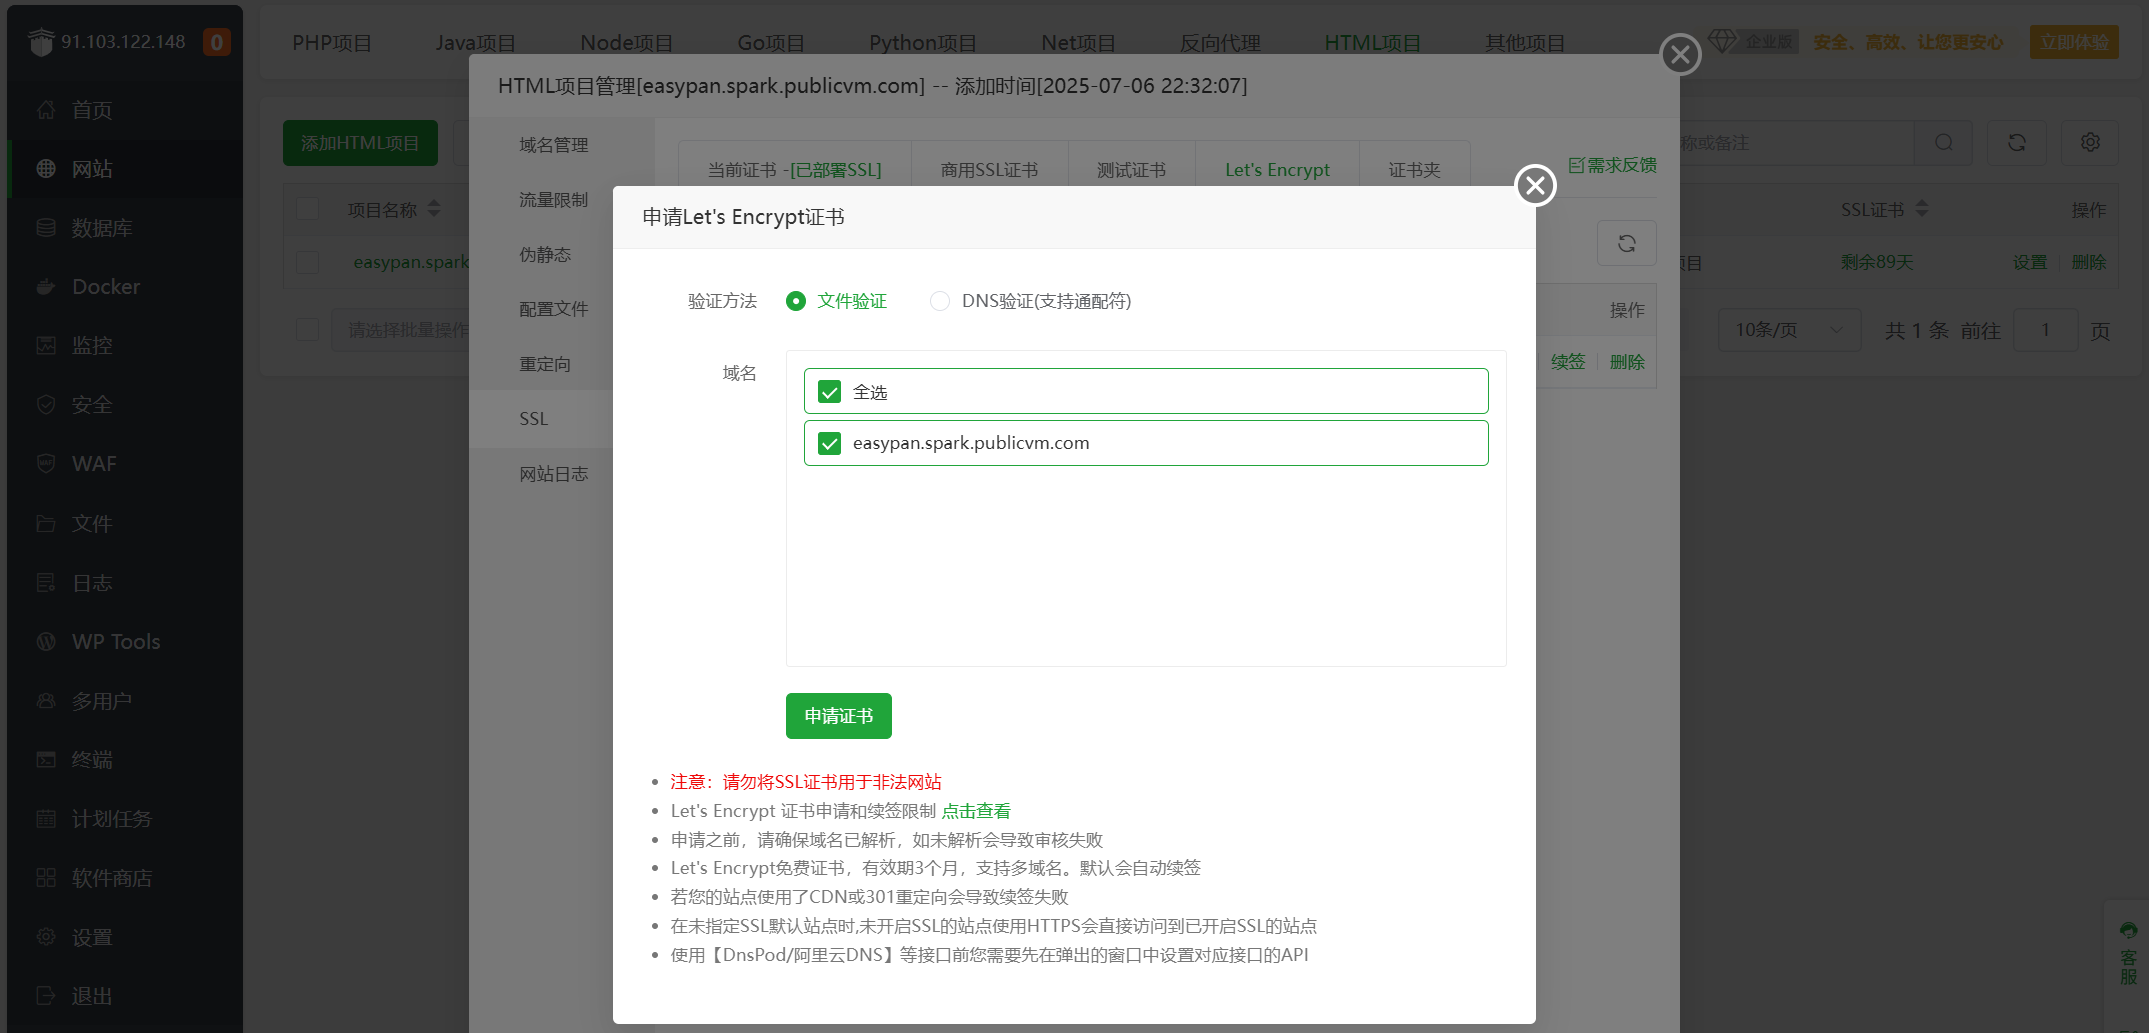 91.103.122.148 0
首页
网站
数据库
Docker
监控
安全
WAF
文件
日志
WP Tools
多用户
终端
计划任务
软件商店
设置
退出
PHP项目 Java项目 Node项目 Go项目 Python项目 Net项目 反向代理 HTML项目 其他项目
企业版 安全、高效、让您更安心 立即体验
添加HTML项目
称或备注
项目名称 SSL证书 操作
easypan.spark 项目 剩余89天 设置 删除
请选择批量操作 10条/页 共 1 条 前往 1 页
HTML项目管理[easypan.spark.publicvm.com] -- 添加时间[2025-07-06 22:32:07]
域名管理
流量限制
伪静态
配置文件
重定向
SSL
网站日志
当前证书 -[已部署SSL] 商用SSL证书 测试证书 Let's Encrypt 证书夹 需求反馈
操作
续签 删除
申请Let's Encrypt证书
验证方法 文件验证 DNS验证(支持通配符)
域名
全选
easypan.spark.publicvm.com
申请证书
注意：请勿将SSL证书用于非法网站
Let's Encrypt 证书申请和续签限制 点击查看
申请之前，请确保域名已解析，如未解析会导致审核失败
Let's Encrypt免费证书，有效期3个月，支持多域名。默认会自动续签
若您的站点使用了CDN或301重定向会导致续签失败
在未指定SSL默认站点时,未开启SSL的站点使用HTTPS会直接访问到已开启SSL的站点
使用【DnsPod/阿里云DNS】等接口前您需要先在弹出的窗口中设置对应接口的API
客服